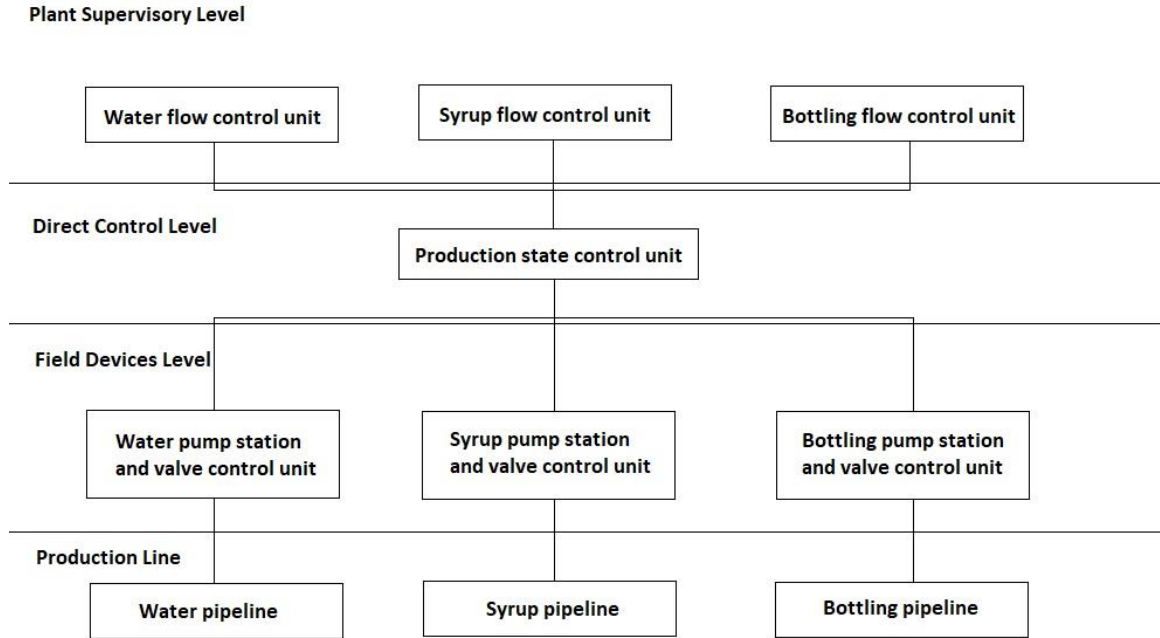 Plant Supervisory Level
Water flow control unit
Syrup flow control unit
Bottling flow control unit
Direct Control Level
Production state control unit
Field Devices Level
Water pump station
and valve control unit
Syrup pump station
and valve control unit
Bottling pump station
and valve control unit
Production Line
Water pipeline
Syrup pipeline
Bottling pipeline